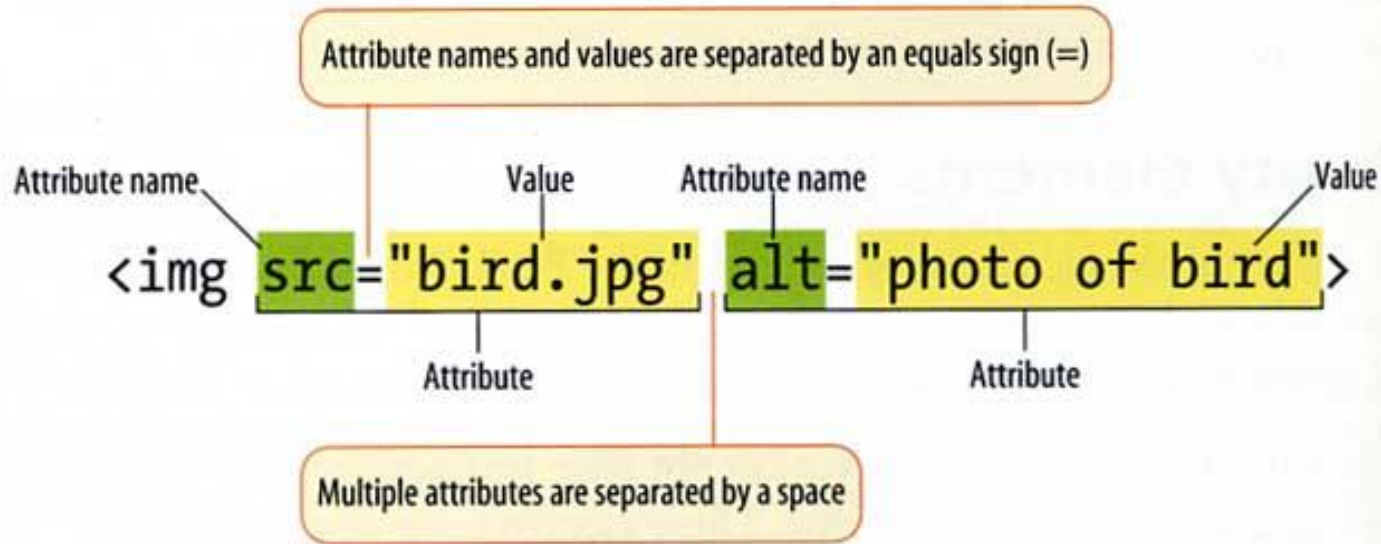 Attribute names and values are separated by an equals sign (=)
Attribute name Value Attribute name Value
<img src="bird.jpg" alt="photo of bird">
Attribute Attribute
Multiple attributes are separated by a space